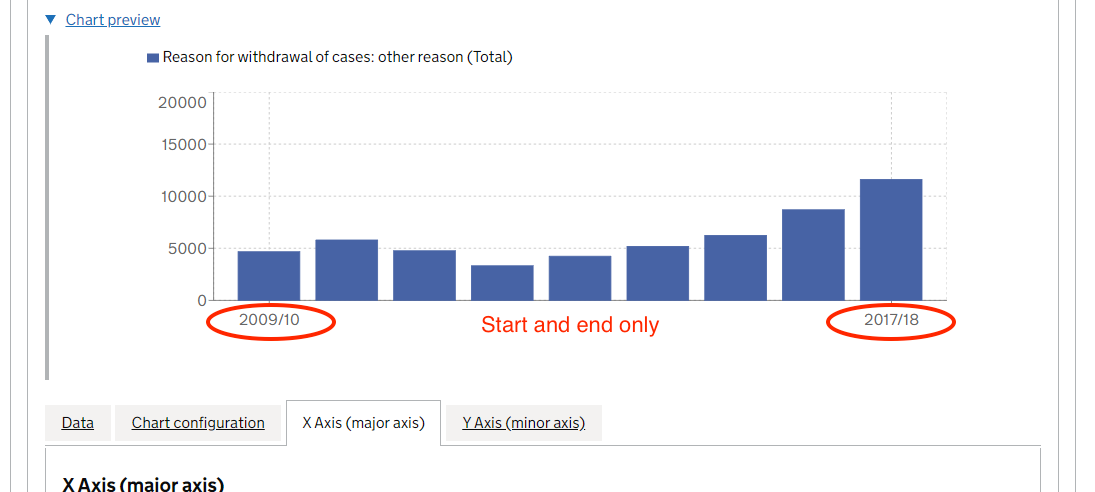 Chart preview
Reason for withdrawal of cases: other reason (Total)
20000
15000
10000
5000
0
2009/10 Start and end only 2017/18
Data Chart configuration X Axis (major axis) Y Axis (minor axis)
X Axis (major axis)